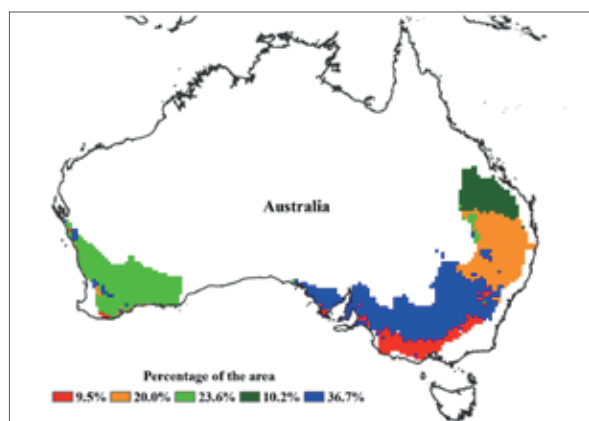 Australia
Percentage of the area
9.5% 20.0% 23.6% 10.2% 36.7%